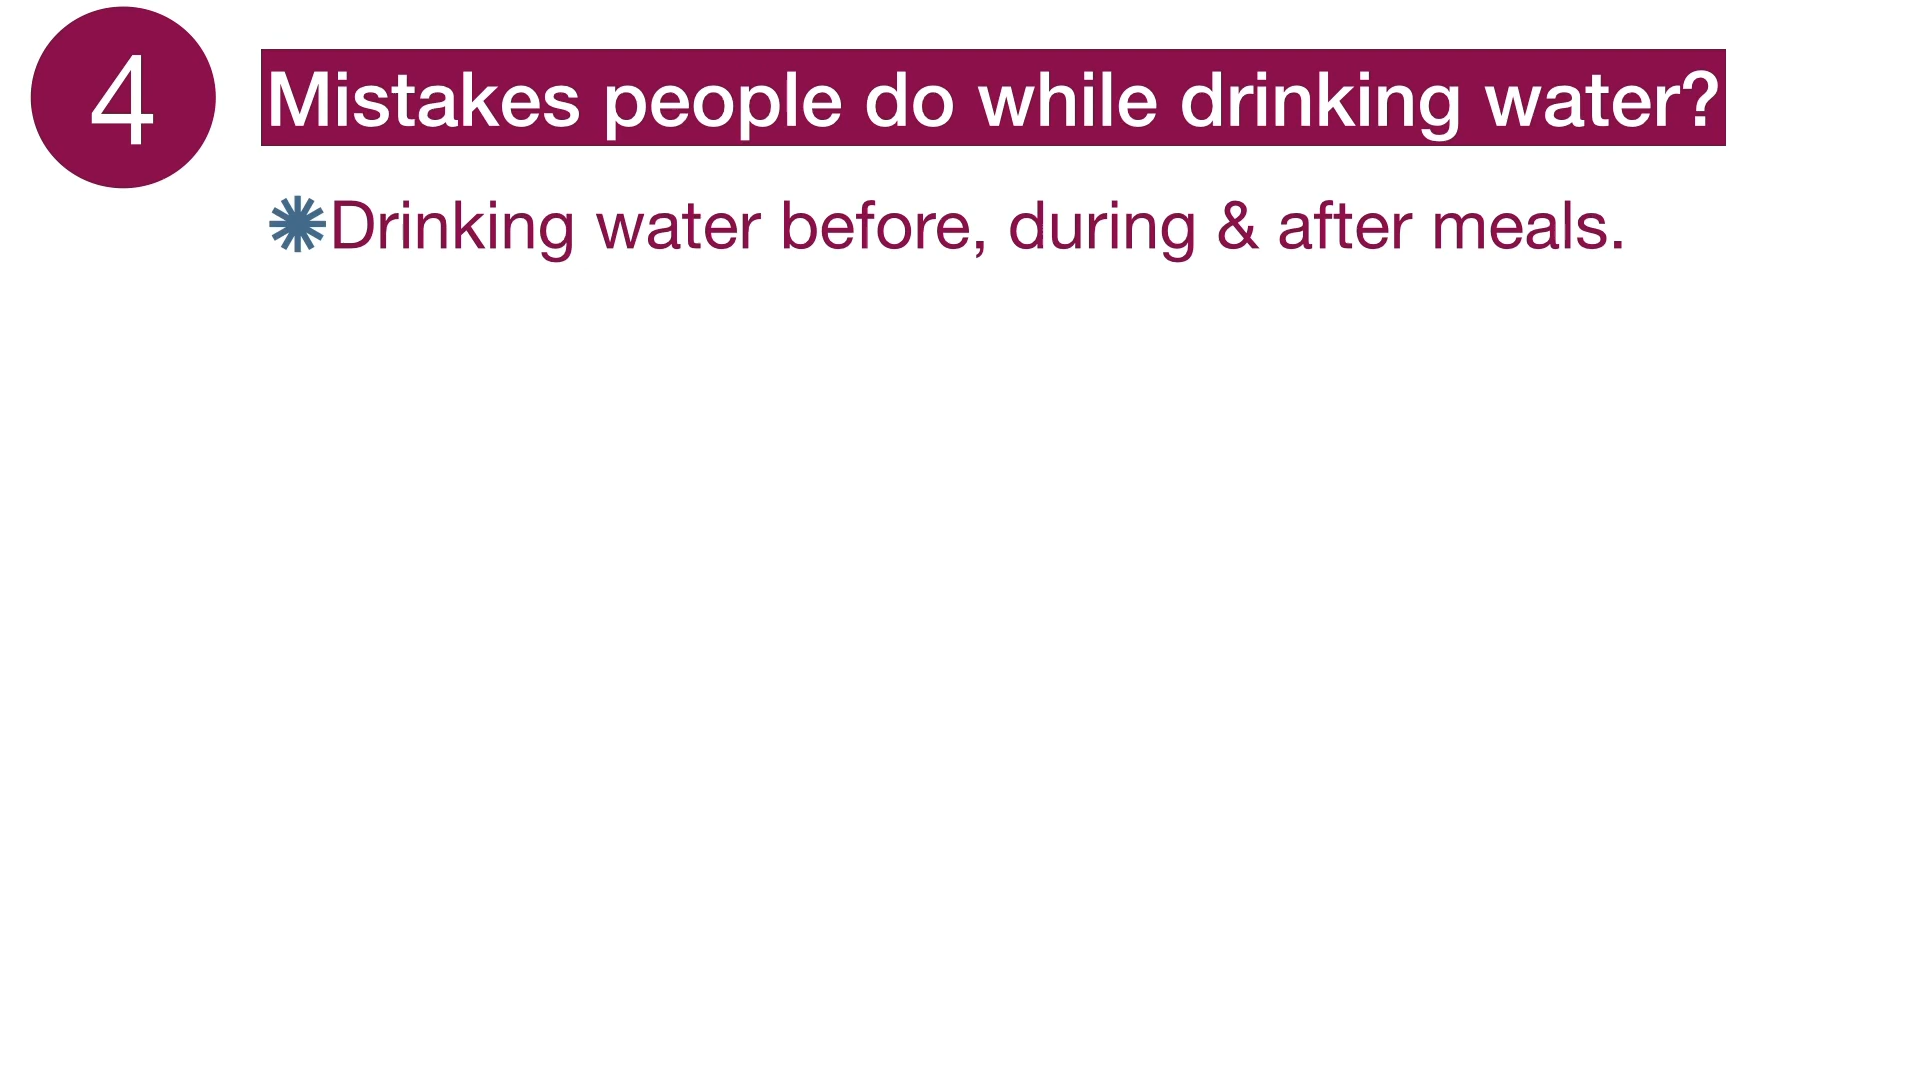 4
Mistakes people do while drinking water?
✺Drinking water before, during & after meals.